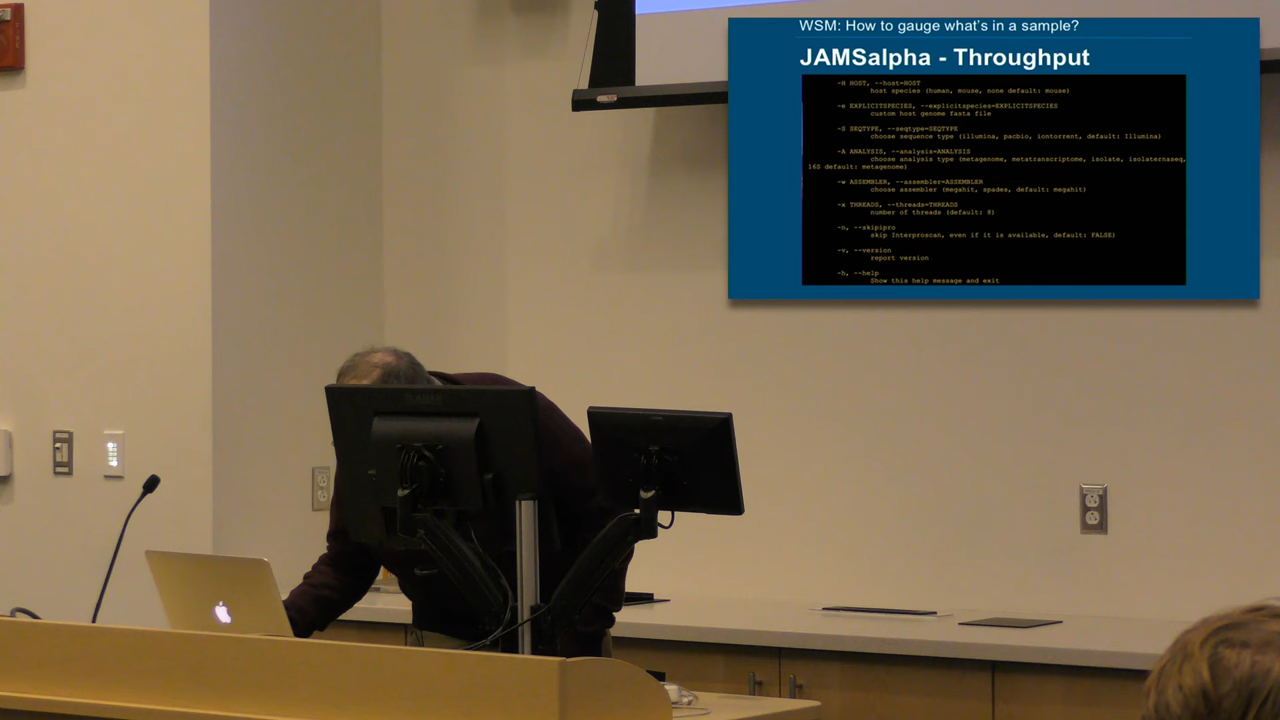 WSM: How to gauge what's in a sample?
JAMSalpha - Throughput
-H HOST, --host=HOST
host species (human, mouse, none default: mouse)
-e EXPLICITSPECIES, --explicitspecies=EXPLICITSPECIES
custom host genome fasta file
-S SEQTYPE, --seqtype=SEQTYPE
choose sequence type (illumina, pacbio, iontorrent, default: Illumina)
-A ANALYSIS, --analysis=ANALYSIS
choose analysis type (metagenome, metatranscriptome, isolate, isolaternaseq,
16S default: metagenome)
-w ASSEMBLER, --assembler=ASSEMBLER
choose assembler (megahit, spades, default: megahit)
-x THREADS, --threads=THREADS
number of threads (default: 8)
-n, --skipipro
skip Interproscan, even if it is available, default: FALSE)
-v, --version
report version
-h, --help
Show this help message and exit